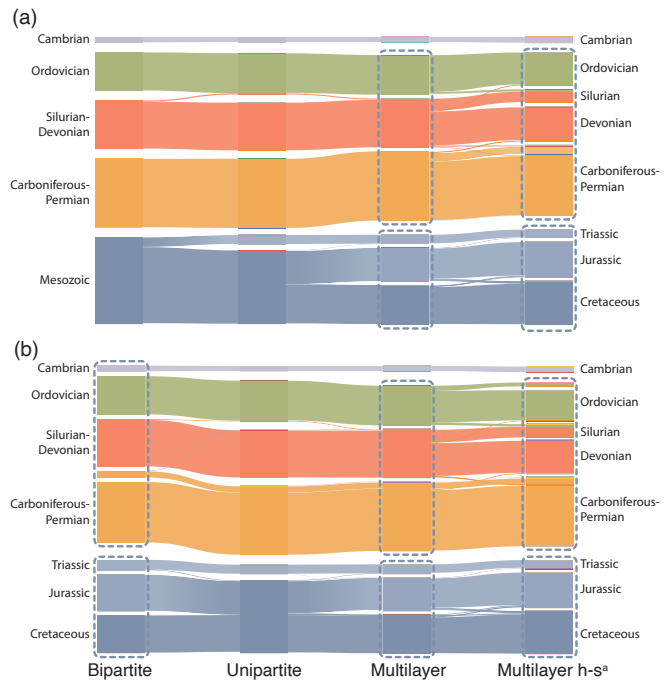 (a)
Cambrian
Ordovician
Silurian-
Devonian
Carboniferous-
Permian
Mesozoic
Cambrian
Ordovician
Silurian
Devonian
Carboniferous-
Permian
Triassic
Jurassic
Cretaceous
(b)
Cambrian
Ordovician
Silurian-
Devonian
Carboniferous-
Permian
Triassic
Jurassic
Cretaceous
Cambrian
Ordovician
Silurian
Devonian
Carboniferous-
Permian
Triassic
Jurassic
Cretaceous
Bipartite Unipartite Multilayer Multilayer h-sᵃ